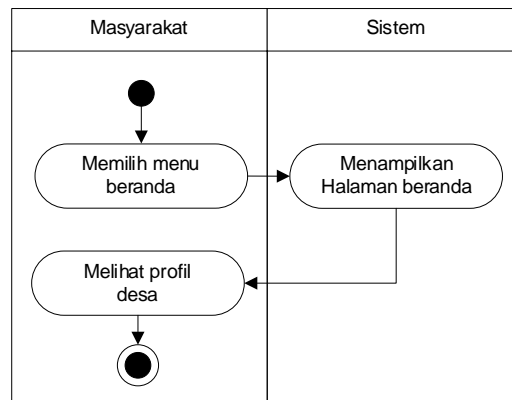 Masyarakat
Sistem
Memilih menu
beranda
Menampilkan
Halaman beranda
Melihat profil
desa